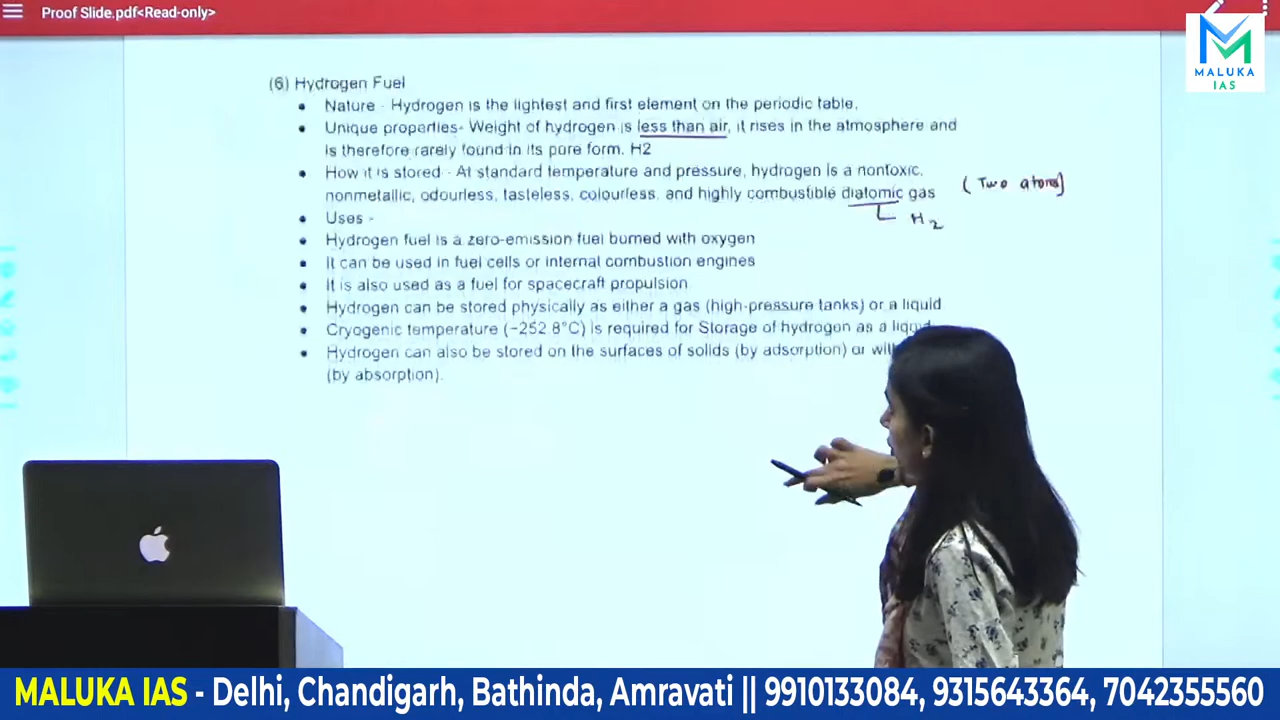 Proof Slide.pdf<Read-only>
MALUKA
IAS
(6) Hydrogen Fuel
• Nature - Hydrogen is the lightest and first element on the periodic table.
• Unique properties- Weight of hydrogen is less than air, it rises in the atmosphere and
is therefore rarely found in its pure form. H2
• How it is stored - At standard temperature and pressure, hydrogen is a nontoxic,
nonmetallic, odourless, tasteless, colourless, and highly combustible diatomic gas
(Two atoms)
H2
• Uses -
• Hydrogen fuel is a zero-emission fuel burned with oxygen
• It can be used in fuel cells or internal combustion engines
• It is also used as a fuel for spacecraft propulsion
• Hydrogen can be stored physically as either a gas (high-pressure tanks) or a liquid
• Cryogenic temperature (−252 8°C) is required for Storage of hydrogen as a liquid
• Hydrogen can also be stored on the surfaces of solids (by adsorption) or
(by absorption).
MALUKA IAS - Delhi, Chandigarh, Bathinda, Amravati || 9910133084, 9315643364, 7042355560